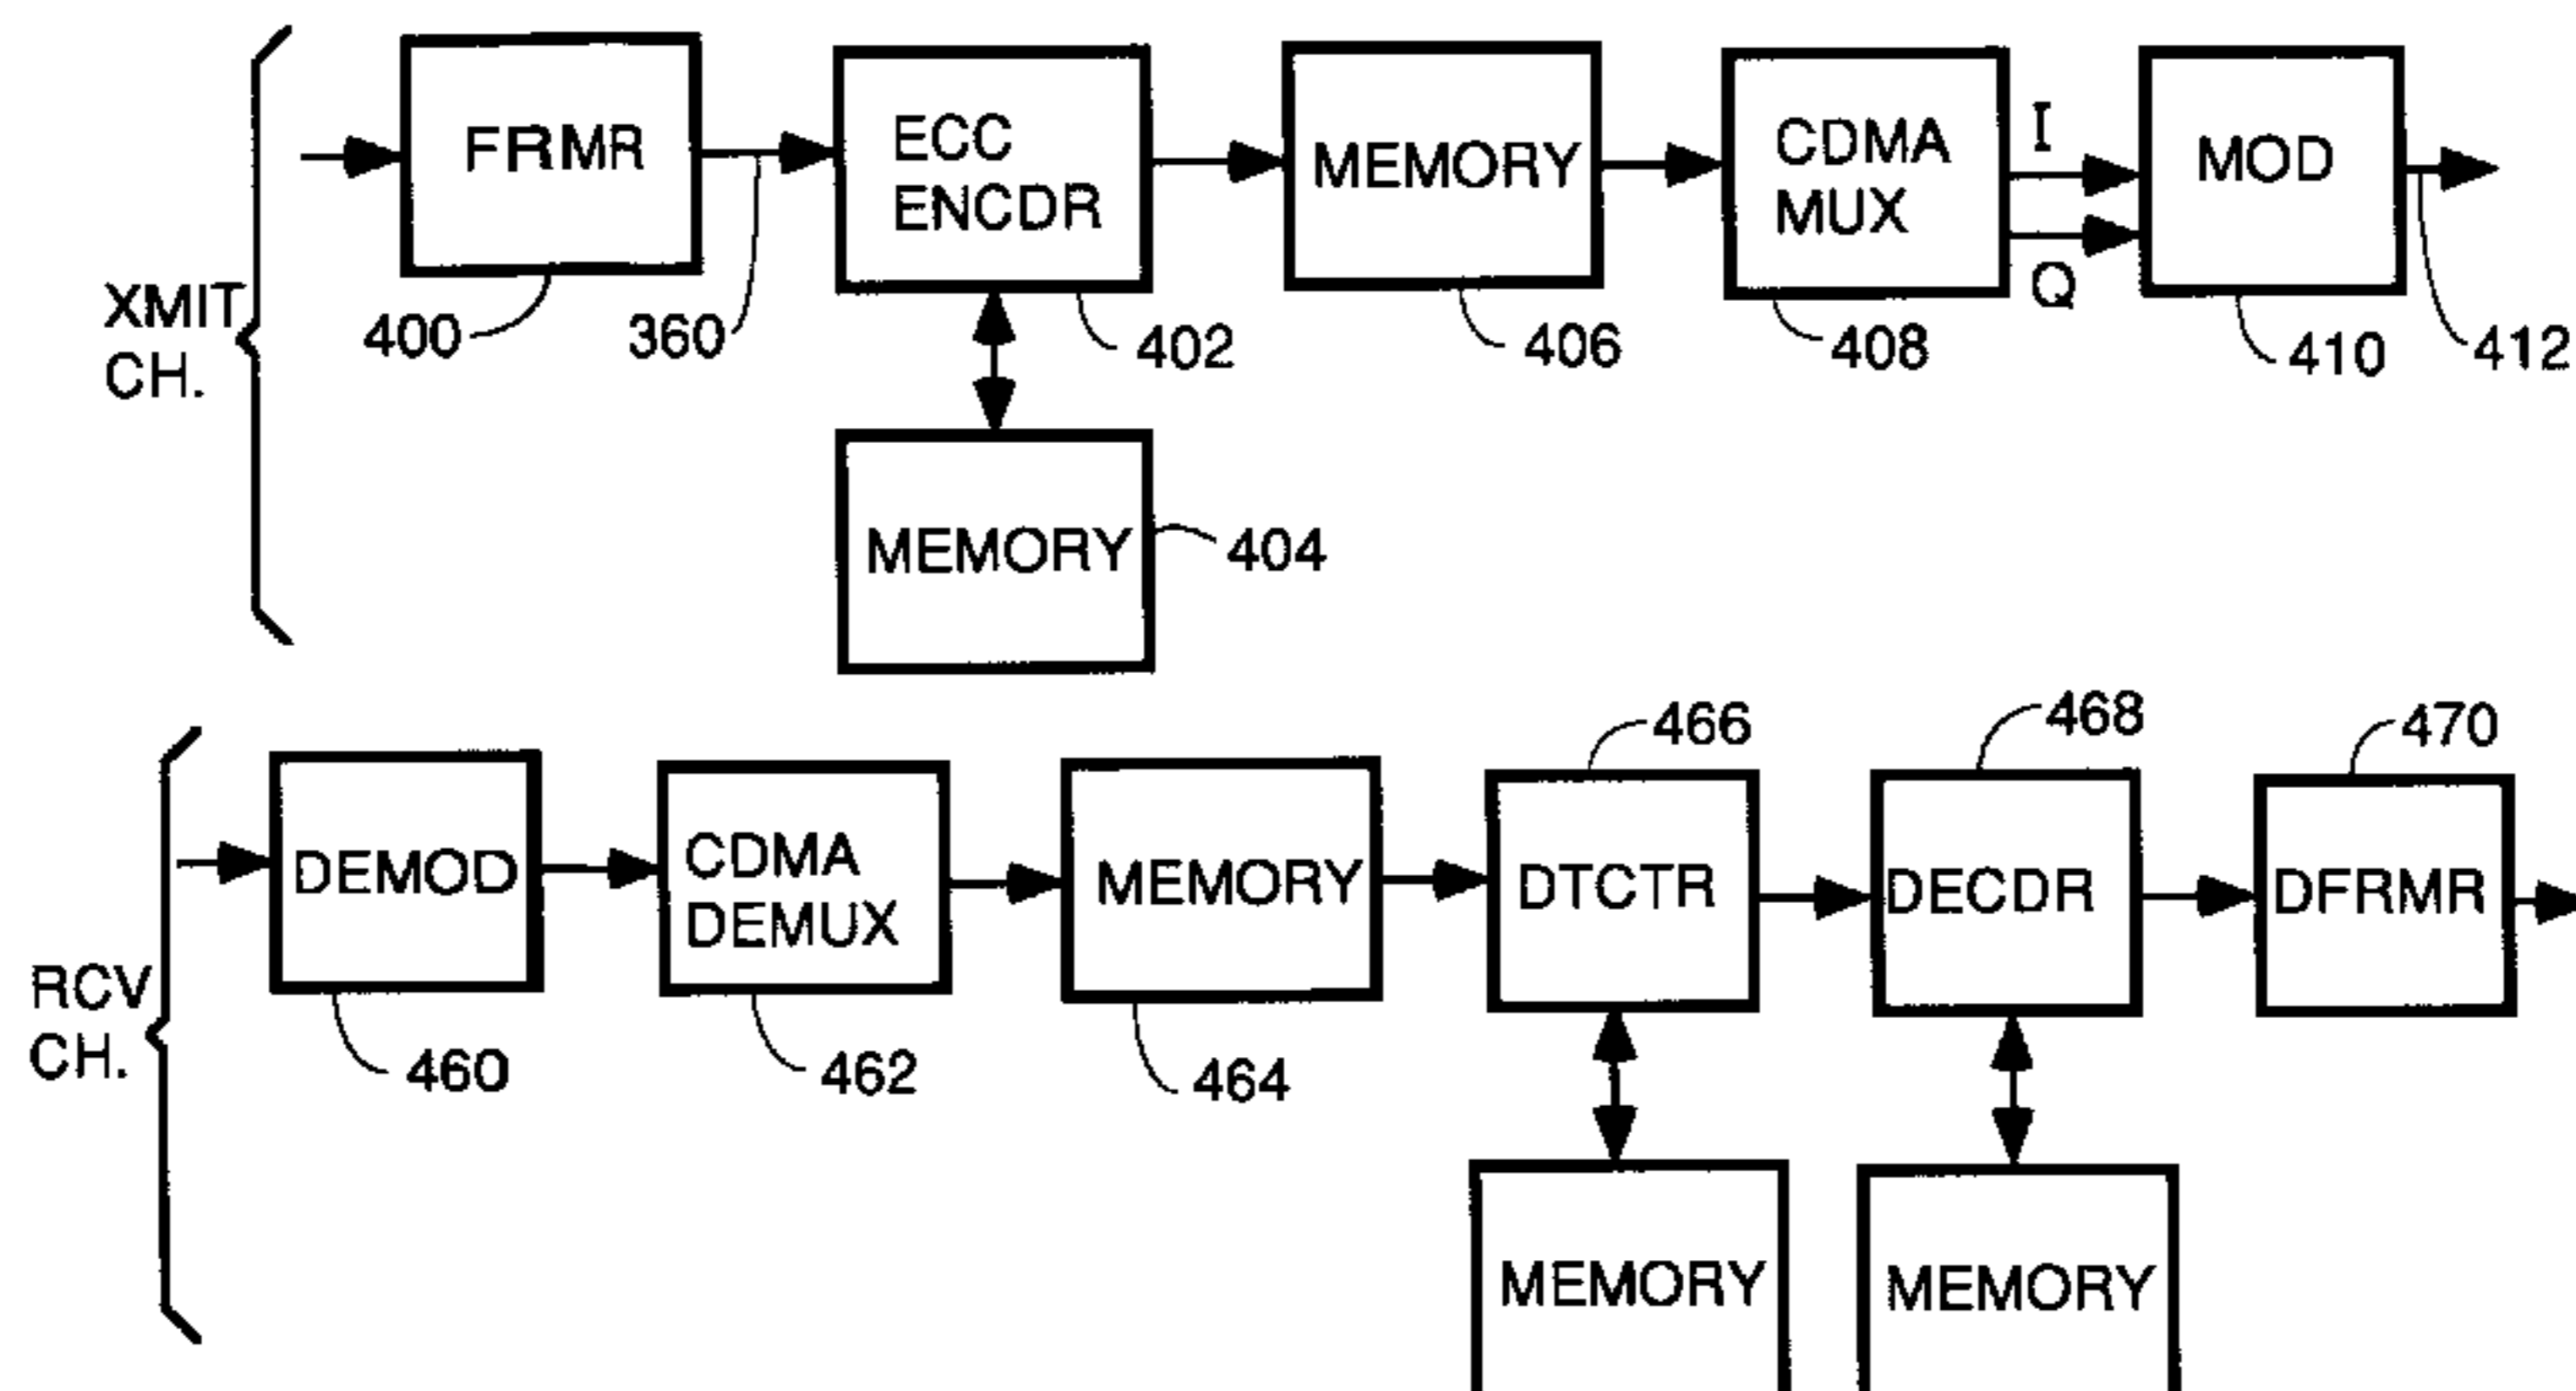 FRMR
ECC
ENCDR
MEMORY
CDMA
MUX
I
Q
MOD
XMIT
CH.
400
360
402
406
408
410
412
MEMORY
404
466
468
470
DEMOD
CDMA
DEMUX
MEMORY
DTCTR
DECDR
DFRMR
RCV
CH.
460
462
464
MEMORY
MEMORY